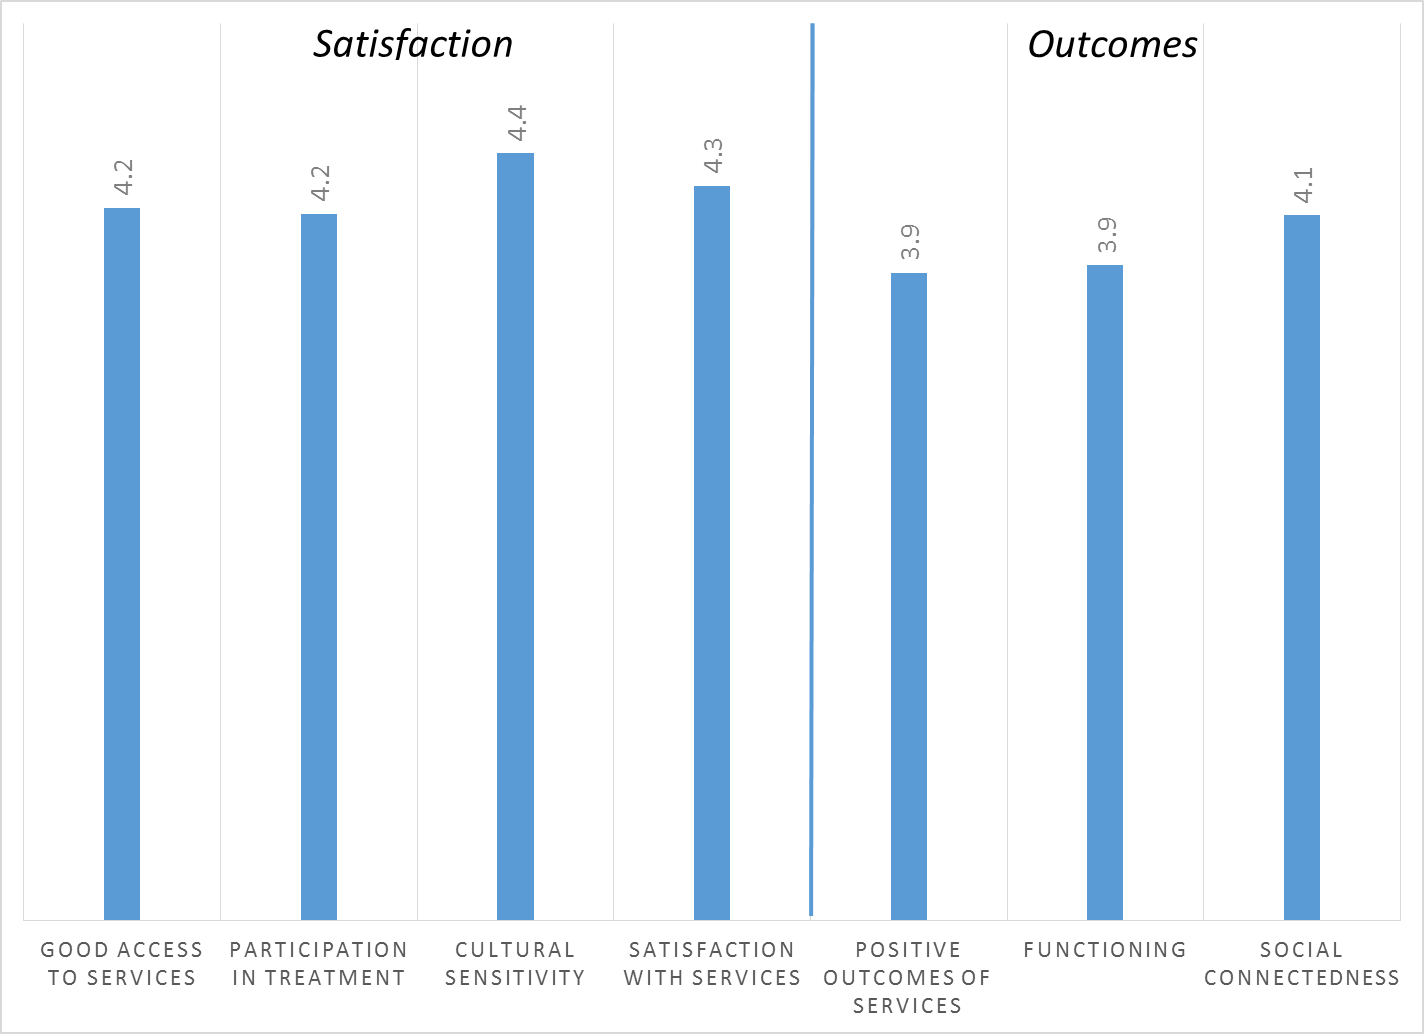 Satisfaction
Outcomes
4.2
4.2
4.4
4.3
3.9
3.9
4.1
GOOD ACCESS
TO SERVICES
PARTICIPATION
IN TREATMENT
CULTURAL
SENSITIVITY
SATISFACTION
WITH SERVICES
POSITIVE
OUTCOMES OF
SERVICES
FUNCTIONING
SOCIAL
CONNECTEDNESS